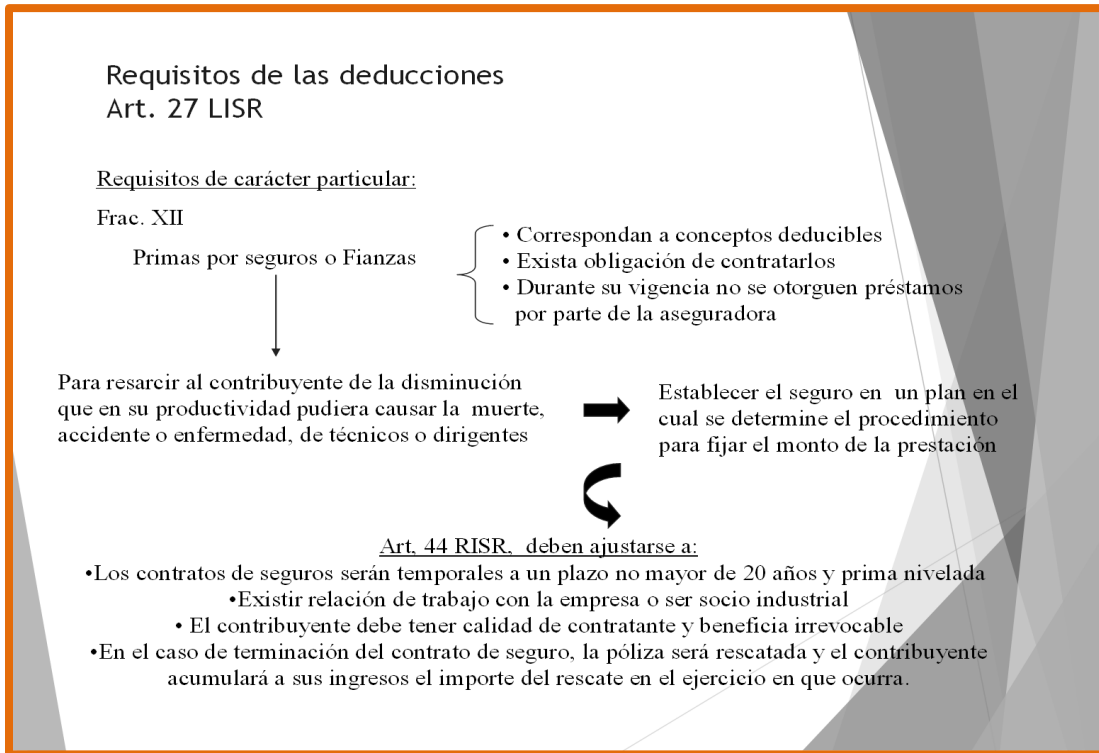 Requisitos de las deducciones
Art. 27 LISR
Requisitos de carácter particular:
Frac. XII
Primas por seguros o Fianzas
• Correspondan a conceptos deducibles
• Exista obligación de contratarlos
• Durante su vigencia no se otorguen préstamos
por parte de la aseguradora
Para resarcir al contribuyente de la disminución
que en su productividad pudiera causar la muerte,
accidente o enfermedad, de técnicos o dirigentes
Establecer el seguro en un plan en el
cual se determine el procedimiento
para fijar el monto de la prestación
Art, 44 RISR, deben ajustarse a:
•Los contratos de seguros serán temporales a un plazo no mayor de 20 años y prima nivelada
•Existir relación de trabajo con la empresa o ser socio industrial
• El contribuyente debe tener calidad de contratante y beneficia irrevocable
•En el caso de terminación del contrato de seguro, la póliza será rescatada y el contribuyente
acumulará a sus ingresos el importe del rescate en el ejercicio en que ocurra.